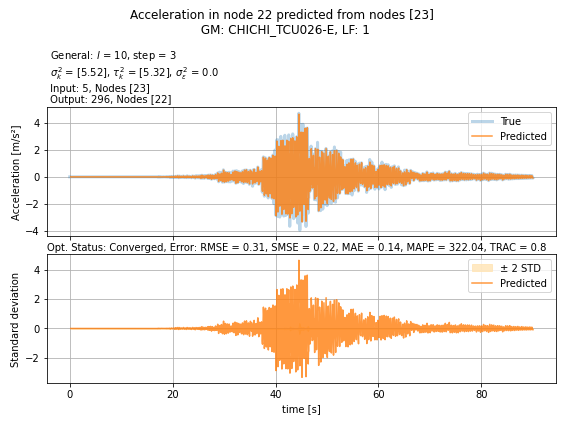 Acceleration in node 22 predicted from nodes [23]
GM: CHICHI_TCU026-E, LF: 1
General: l = 10, step = 3
σ²ₖ = [5.52], τ²ₖ = [5.32], σ²ε = 0.0
Input: 5, Nodes [23]
Output: 296, Nodes [22]
Acceleration [m/s²]
4
2
0
−2
−4
True
Predicted
Opt. Status: Converged, Error: RMSE = 0.31, SMSE = 0.22, MAE = 0.14, MAPE = 322.04, TRAC = 0.8
Standard deviation
4
2
0
−2
± 2 STD
Predicted
0 20 40 60 80
time [s]